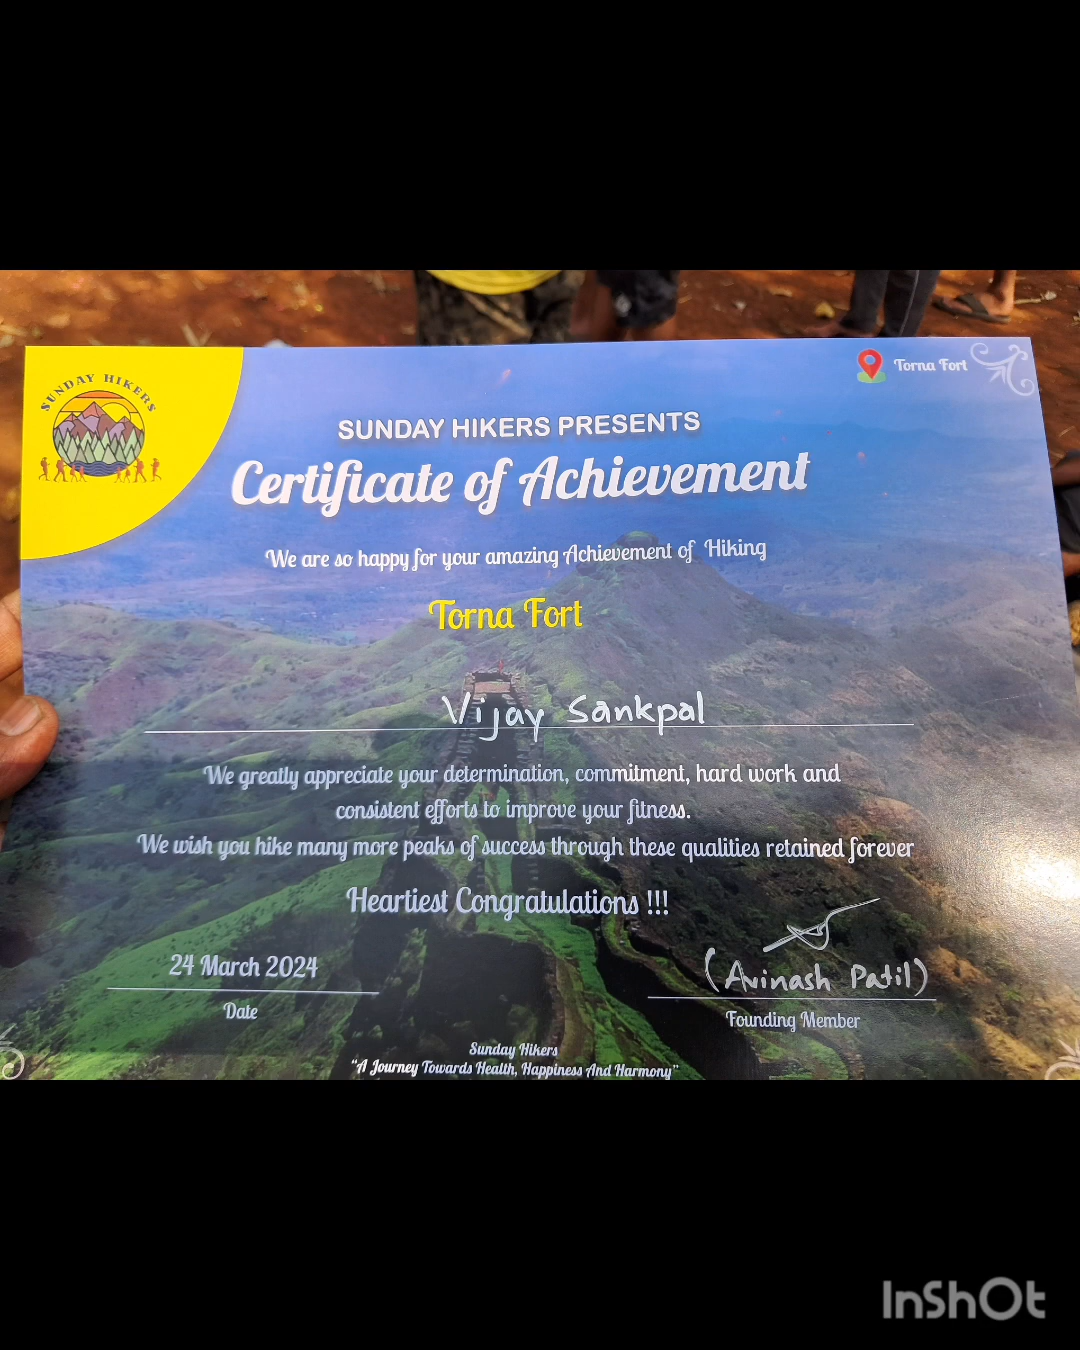 SUNDAY HIKERS
Torna Fort
SUNDAY HIKERS PRESENTS
Certificate of Achievement
We are so happy for your amazing Achievement of Hiking
Torna Fort
Vijay Sankpal
We greatly appreciate your determination, commitment, hard work and
consistent efforts to improve your fitness.
We wish you hike many more peaks of success through these qualities retained forever
Heartiest Congratulations !!!
24 March 2024
Date
(Avinash Patil)
Founding Member
Sunday Hikers
"A Journey Towards Health, Happiness And Harmony"
InShOt